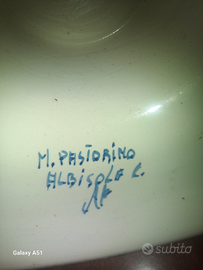 M. PASTORINO
ALBISOLA C.
Galaxy A51
subito